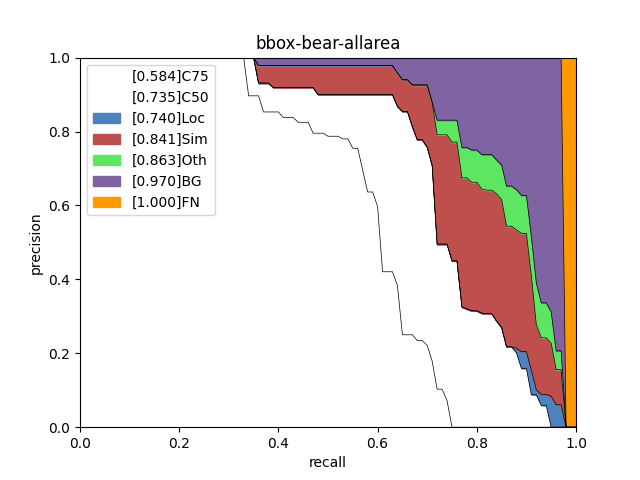 bbox-bear-allarea
[0.584]C75
[0.735]C50
[0.740]Loc
[0.841]Sim
[0.863]Oth
[0.970]BG
[1.000]FN
precision
1.0
0.8
0.6
0.4
0.2
0.0
0.0 0.2 0.4 0.6 0.8 1.0
recall